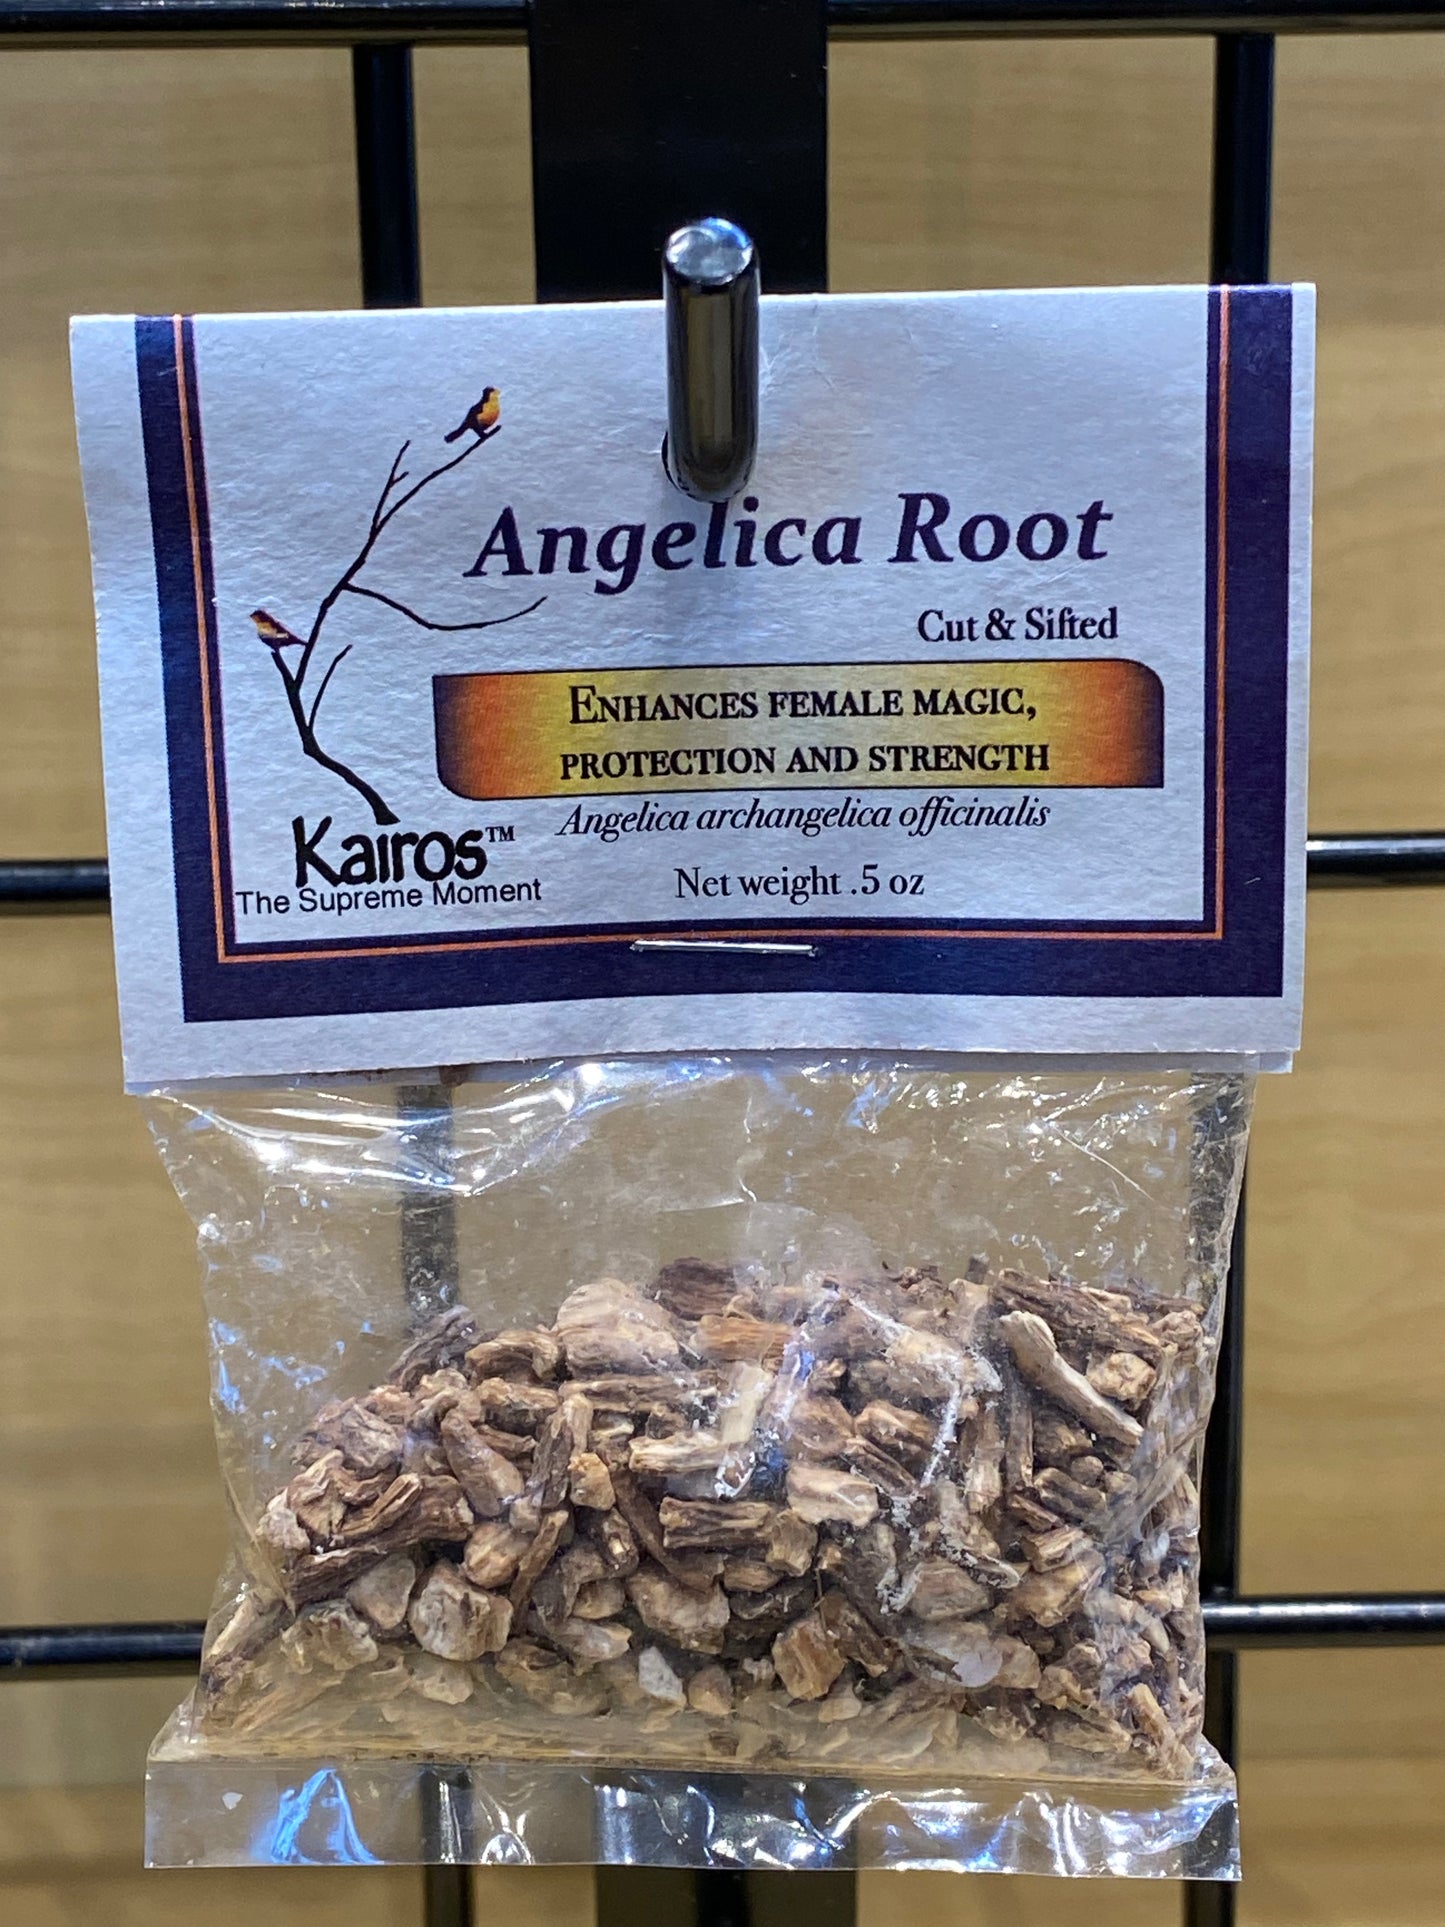 Angelica Root
Cut & Sifted
ENHANCES FEMALE MAGIC,
PROTECTION AND STRENGTH
Angelica archangelica officinalis
Net weight .5 oz
Kairos™
The Supreme Moment